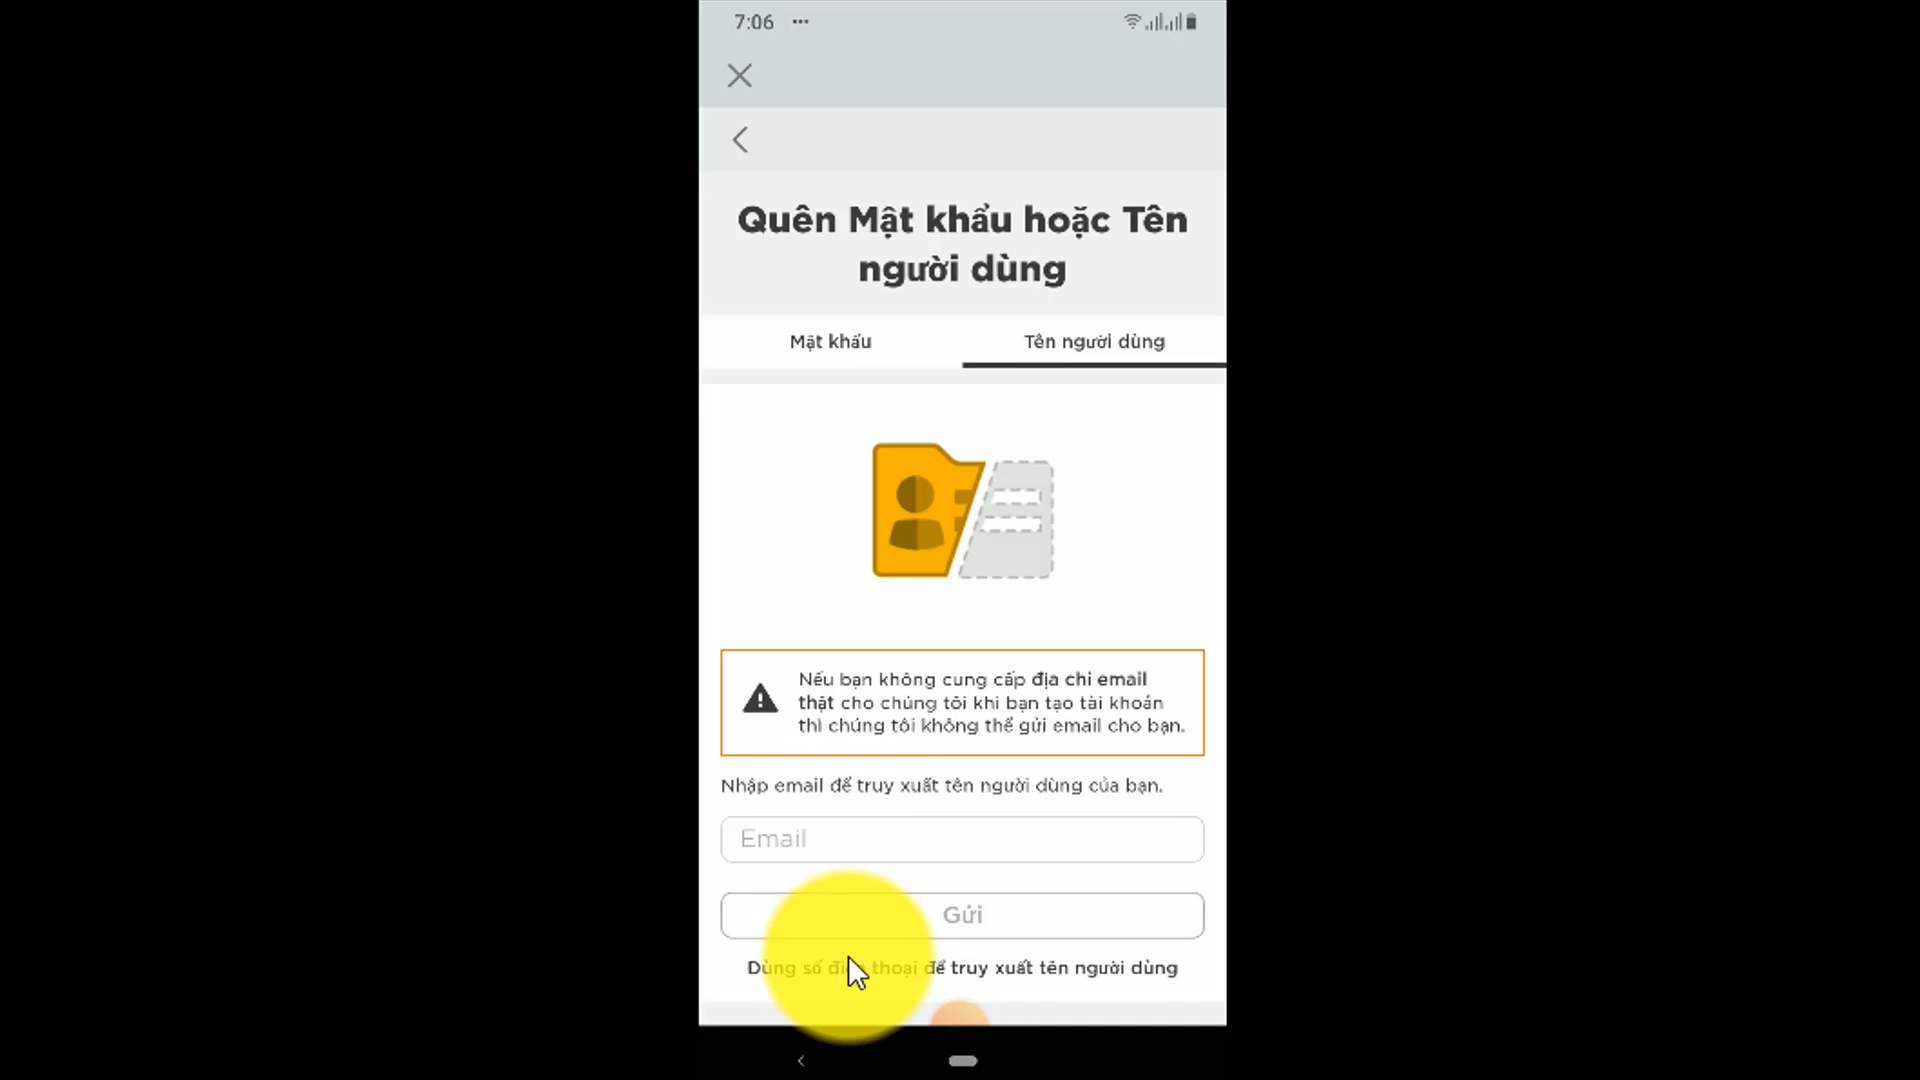 7:06
Quên Mật khẩu hoặc Tên
người dùng
Mật khẩu
Tên người dùng
Nếu bạn không cung cấp địa chỉ email
thật cho chúng tôi khi bạn tạo tài khoản
thì chúng tôi không thể gửi email cho bạn.
Nhập email để truy xuất tên người dùng của bạn.
Email
Gửi
Dùng số điện thoại để truy xuất tên người dùng